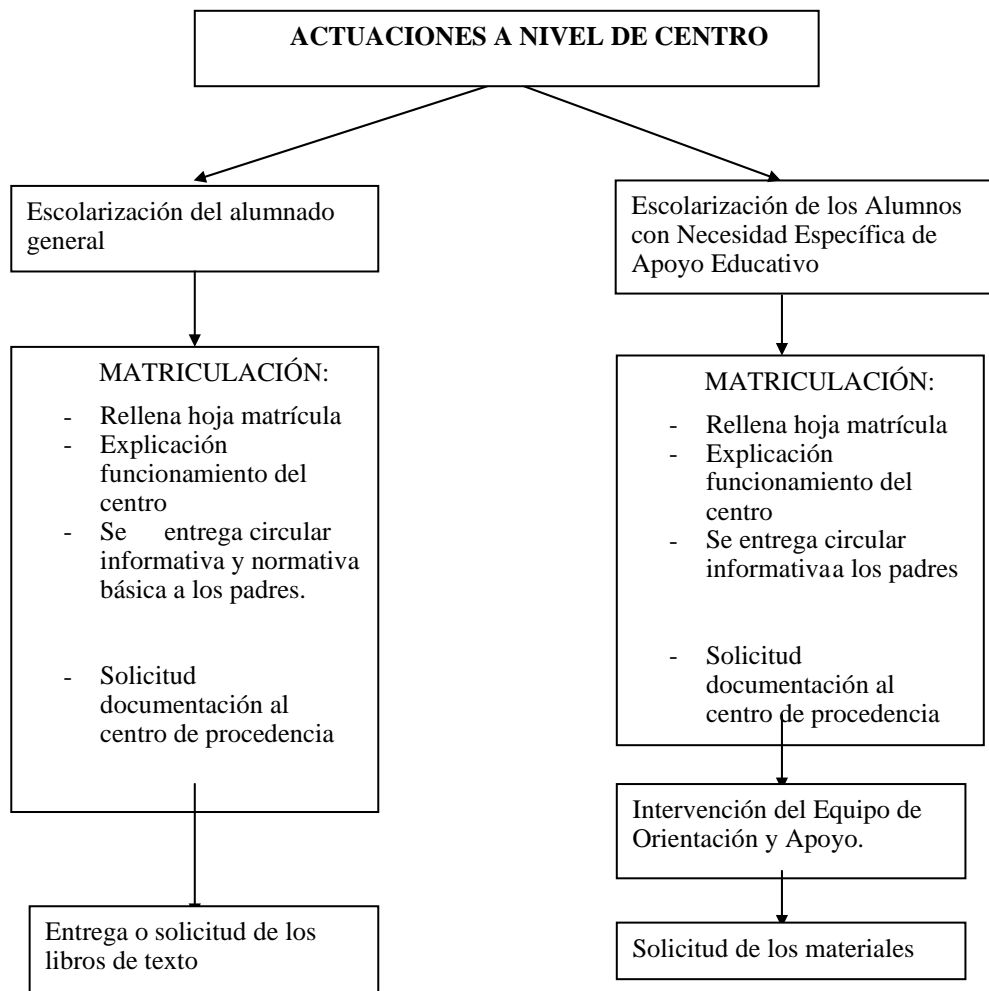 ACTUACIONES A NIVEL DE CENTRO
Escolarización del alumnado
general
Escolarización de los Alumnos
con Necesidad Específica de
Apoyo Educativo
MATRICULACIÓN:
- Rellena hoja matrícula
- Explicación
funcionamiento del
centro
- Se entrega circular
informativa y normativa
básica a los padres.
- Solicitud
documentación al
centro de procedencia
MATRICULACIÓN:
- Rellena hoja matrícula
- Explicación
funcionamiento del
centro
- Se entrega circular
informativa a los padres
- Solicitud
documentación al
centro de procedencia
Intervención del Equipo de
Orientación y Apoyo.
Entrega o solicitud de los
libros de texto
Solicitud de los materiales